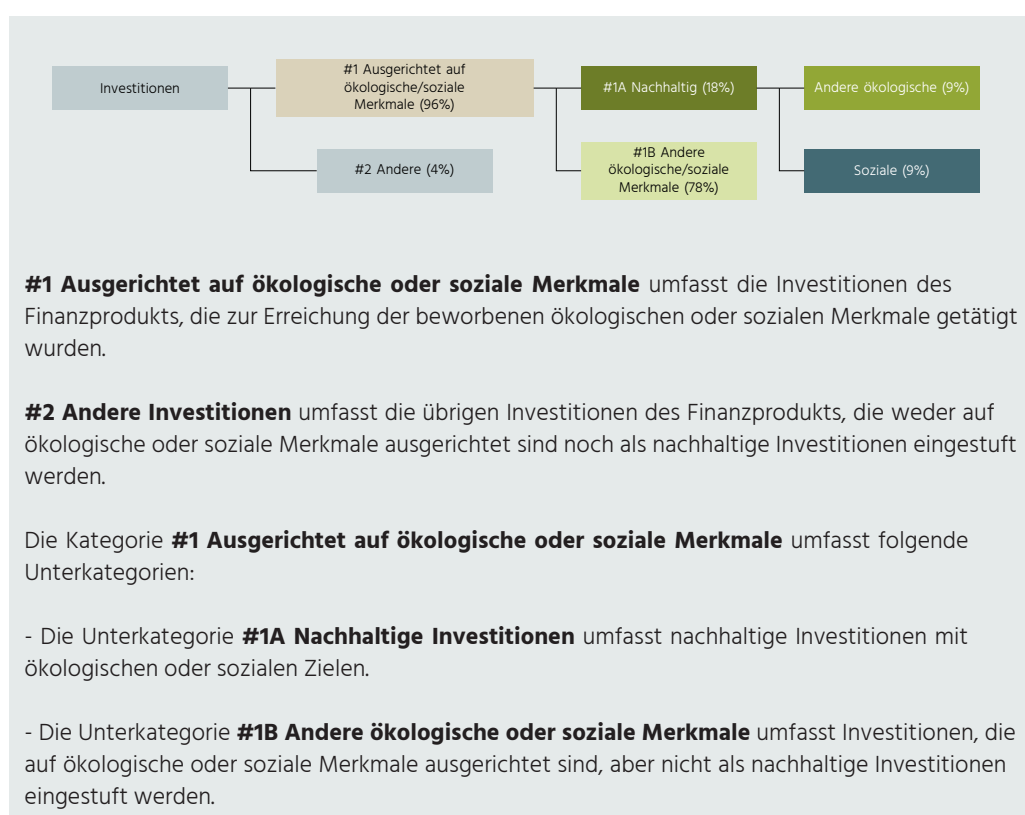 Investitionen
#1 Ausgerichtet auf
ökologische/soziale
Merkmale (96%)
#1A Nachhaltig (18%)
Andere ökologische (9%)
#2 Andere (4%)
#1B Andere
ökologische/soziale
Merkmale (78%)
Soziale (9%)
#1 Ausgerichtet auf ökologische oder soziale Merkmale umfasst die Investitionen des
Finanzprodukts, die zur Erreichung der beworbenen ökologischen oder sozialen Merkmale getätigt
wurden.
#2 Andere Investitionen umfasst die übrigen Investitionen des Finanzprodukts, die weder auf
ökologische oder soziale Merkmale ausgerichtet sind noch als nachhaltige Investitionen eingestuft
werden.
Die Kategorie #1 Ausgerichtet auf ökologische oder soziale Merkmale umfasst folgende
Unterkategorien:
- Die Unterkategorie #1A Nachhaltige Investitionen umfasst nachhaltige Investitionen mit
ökologischen oder sozialen Zielen.
- Die Unterkategorie #1B Andere ökologische oder soziale Merkmale umfasst Investitionen, die
auf ökologische oder soziale Merkmale ausgerichtet sind, aber nicht als nachhaltige Investitionen
eingestuft werden.